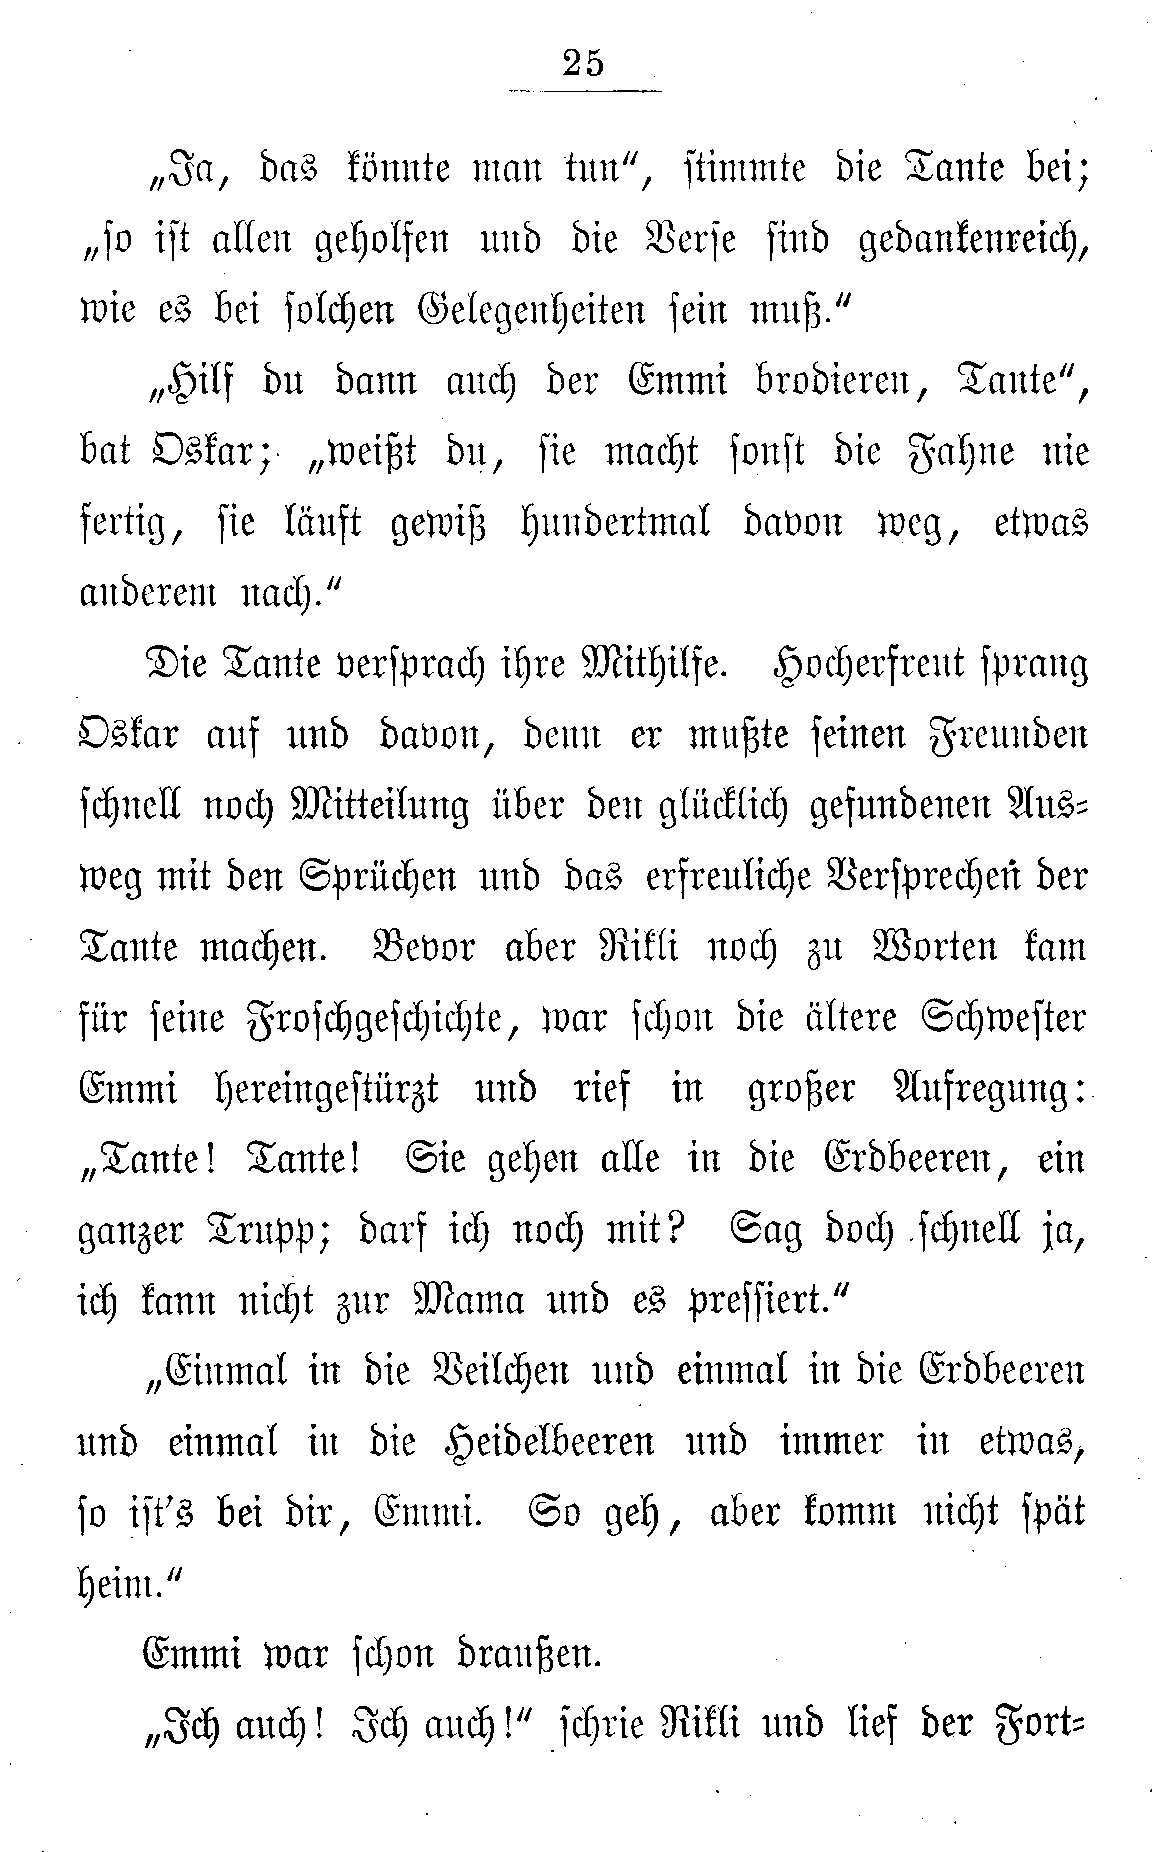 25
„Ja, das könnte man tun“, stimmte die Tante bei;
„so ist allen geholfen und die Verse sind gedankenreich,
wie es bei solchen Gelegenheiten sein muß.“
„Hilf du dann auch der Emmi brodieren, Tante“,
bat Oskar; „weißt du, sie macht sonst die Fahne nie
fertig, sie läuft gewiß hundertmal davon weg, etwas
anderem nach.“
Die Tante versprach ihre Mithilfe. Hocherfreut sprang
Oskar auf und davon, denn er mußte seinen Freunden
schnell noch Mitteilung über den glücklich gefundenen Aus-
weg mit den Sprüchen und das erfreuliche Versprechen der
Tante machen. Bevor aber Rikli noch zu Worten kam
für seine Froschgeschichte, war schon die ältere Schwester
Emmi hereingestürzt und rief in großer Aufregung:
„Tante! Tante! Sie gehen alle in die Erdbeeren, ein
ganzer Trupp; darf ich noch mit? Sag doch schnell ja,
ich kann nicht zur Mama und es pressiert.“
„Einmal in die Veilchen und einmal in die Erdbeeren
und einmal in die Heidelbeeren und immer in etwas,
so ist’s bei dir, Emmi. So geh, aber komm nicht spät
heim.“
Emmi war schon draußen.
„Ich auch! Ich auch!“ schrie Rikli und lief der Fort-